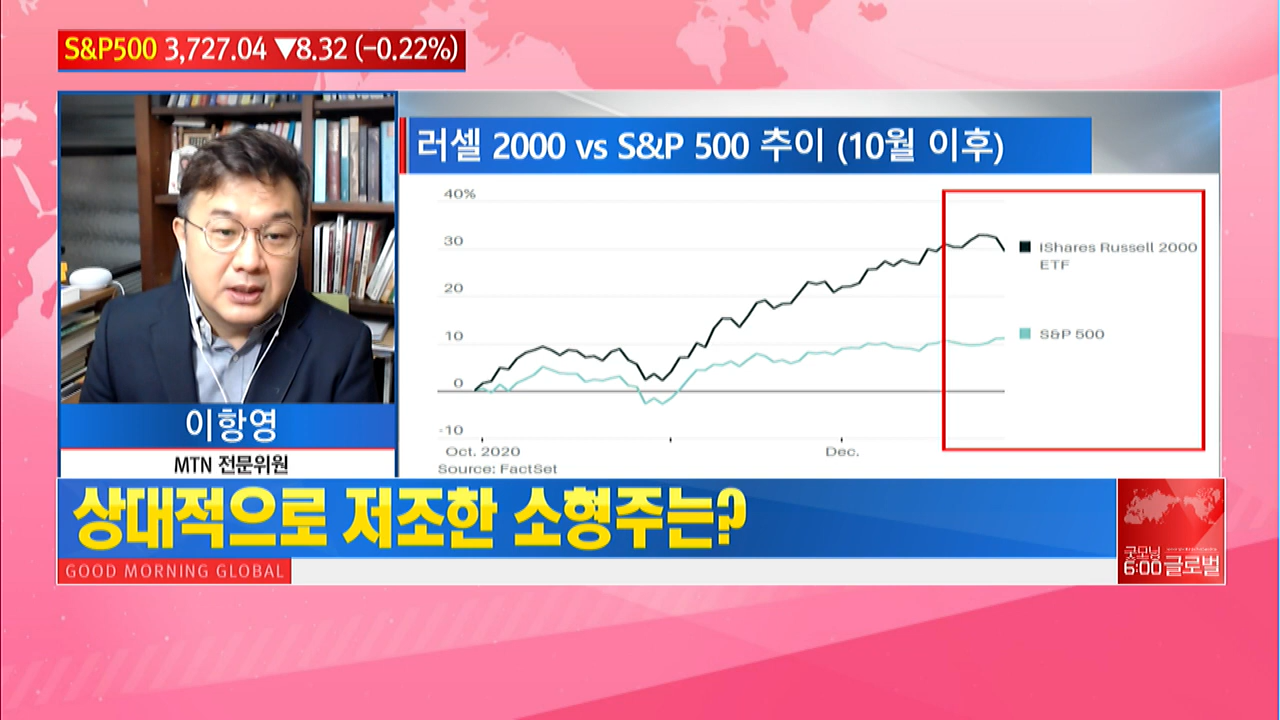 S&P500 3,727.04 ▼8.32 (-0.22%)
러셀 2000 vs S&P 500 추이 (10월 이후)
40%
30
20
10
0
-10
IShares Russell 2000
ETF
S&P 500
Oct. 2020
Dec.
Source: FactSet
이항영
MTN 전문위원
상대적으로 저조한 소형주는?
GOOD MORNING GLOBAL
굿모닝
6:00 글로벌